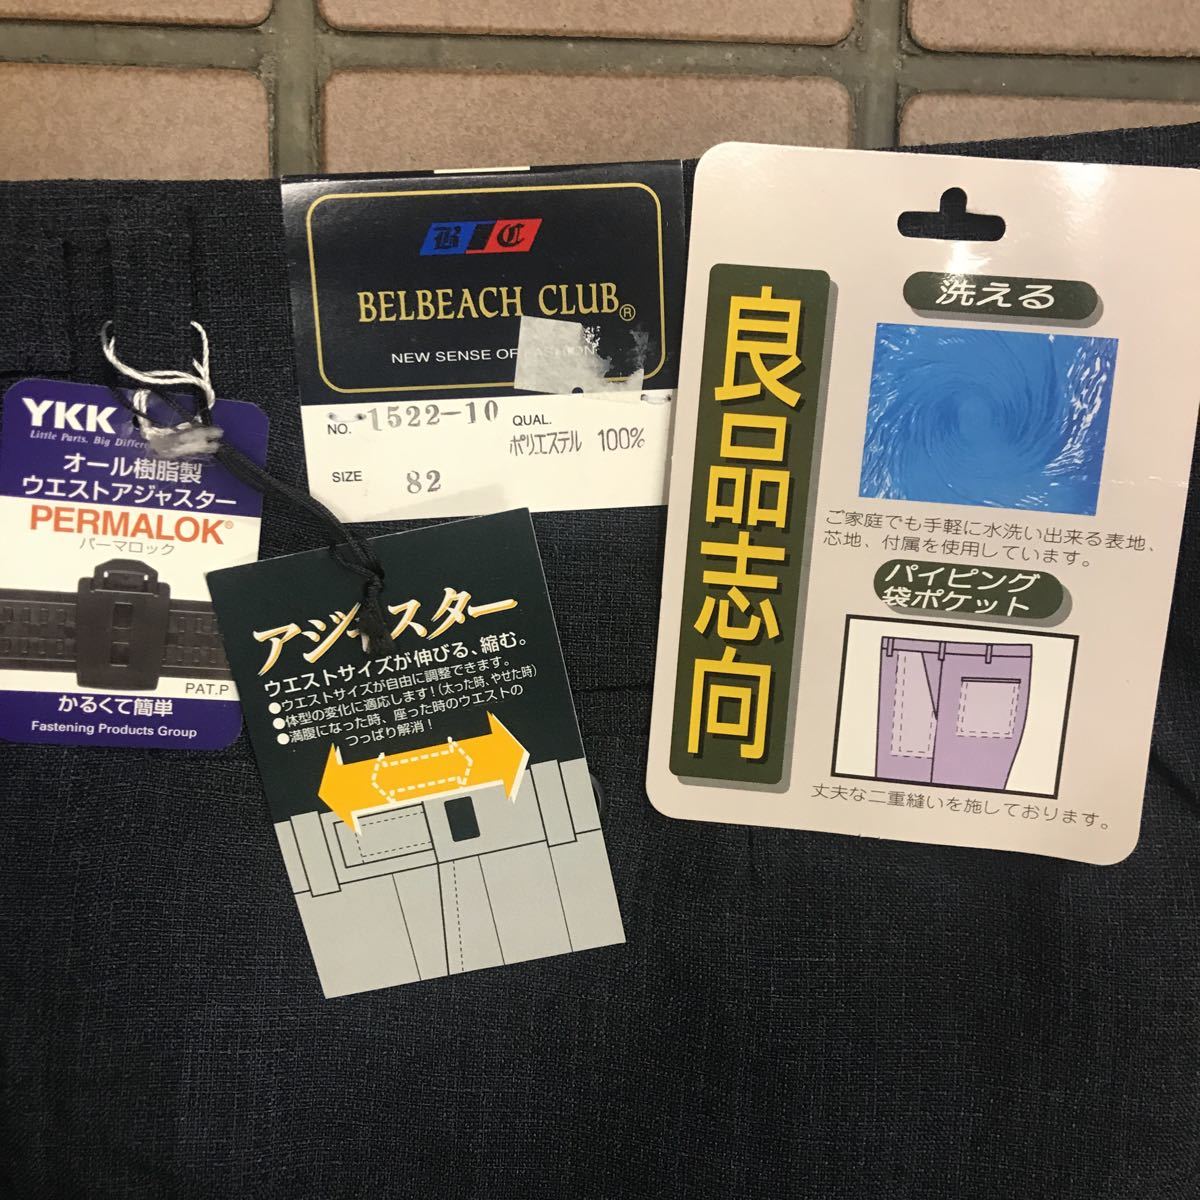 YKK
Little Parts. Big Differe
オール樹脂製
ウエストアジャスター
PERMALOK®
パーマロック
PAT.P
かるくて簡単
Fastening Products Group
B C
BELBEACH CLUB®
NEW SENSE OF FASHION
NO. 1522-10
QUAL. ポリエステル 100%
SIZE 82
アジャスター
ウエストサイズが伸びる、縮む。
●ウエストサイズが自由に調整できます。
●体型の変化に適応します!(太った時、やせた時)
●満腹になった時、座った時のウエストの
つっぱり解消!
良品志向
洗える
ご家庭でも手軽に水洗い出来る表地、
芯地、付属を使用しています。
パイピング
袋ポケット
丈夫な二重縫いを施しております。